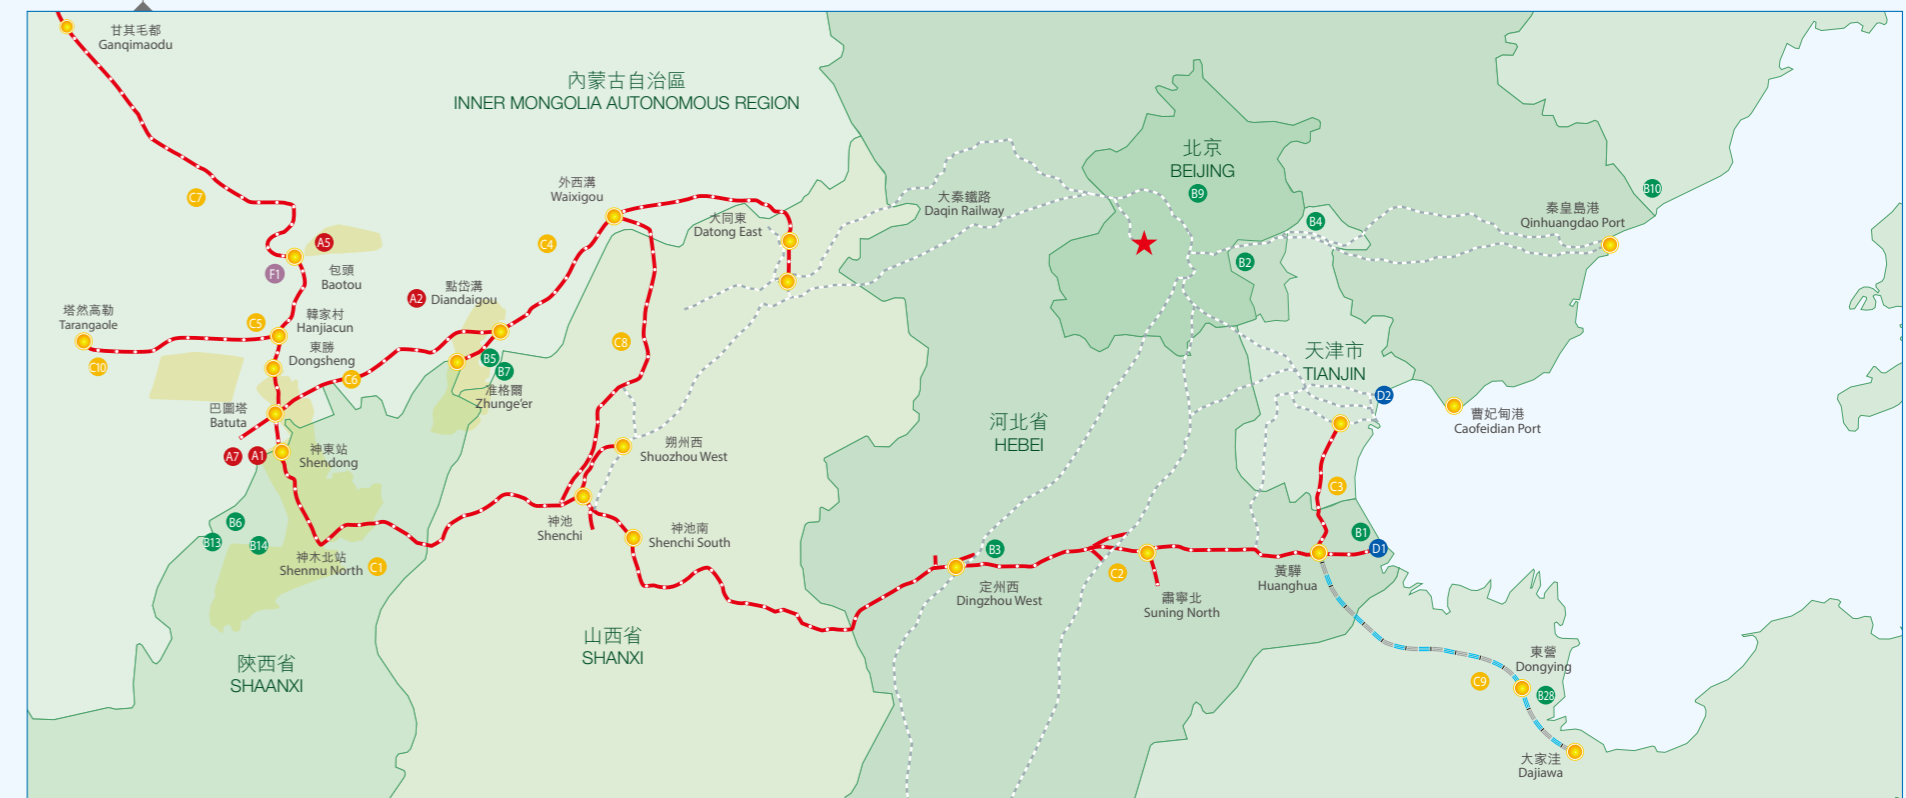 甘其毛都
Ganqimaodu
內蒙古自治區
INNER MONGOLIA AUTONOMOUS REGION
北京
BEIJING
B9
B10
C7
外西溝
Waixigou
大同東
Datong East
大秦鐵路
Daqin Railway
B4
秦皇島港
Qinhuangdao Port
A5
C4
F1
包頭
Baotou
B2
A2
點岱溝
Diandaigou
塔然高勒
Tarangaole
C5
韓家村
Hanjiacun
東勝
Dongsheng
C8
C10
C6
B5
B7
准格爾
Zhunge'er
天津市
TIANJIN
D2
巴圖塔
Batuta
河北省
HEBEI
曹妃甸港
Caofeidian Port
A7
A1
神東站
Shendong
朔州西
Shuozhou West
C3
B6
B13
B14
神池
Shenchi
神池南
Shenchi South
B1
D1
神木北站
Shenmu North
C1
B3
C2
定州西
Dingzhou West
肅寧北
Suning North
黃驊
Huanghua
陝西省
SHAANXI
山西省
SHANXI
東營
Dongying
C9
B28
大家洼
Dajiawa